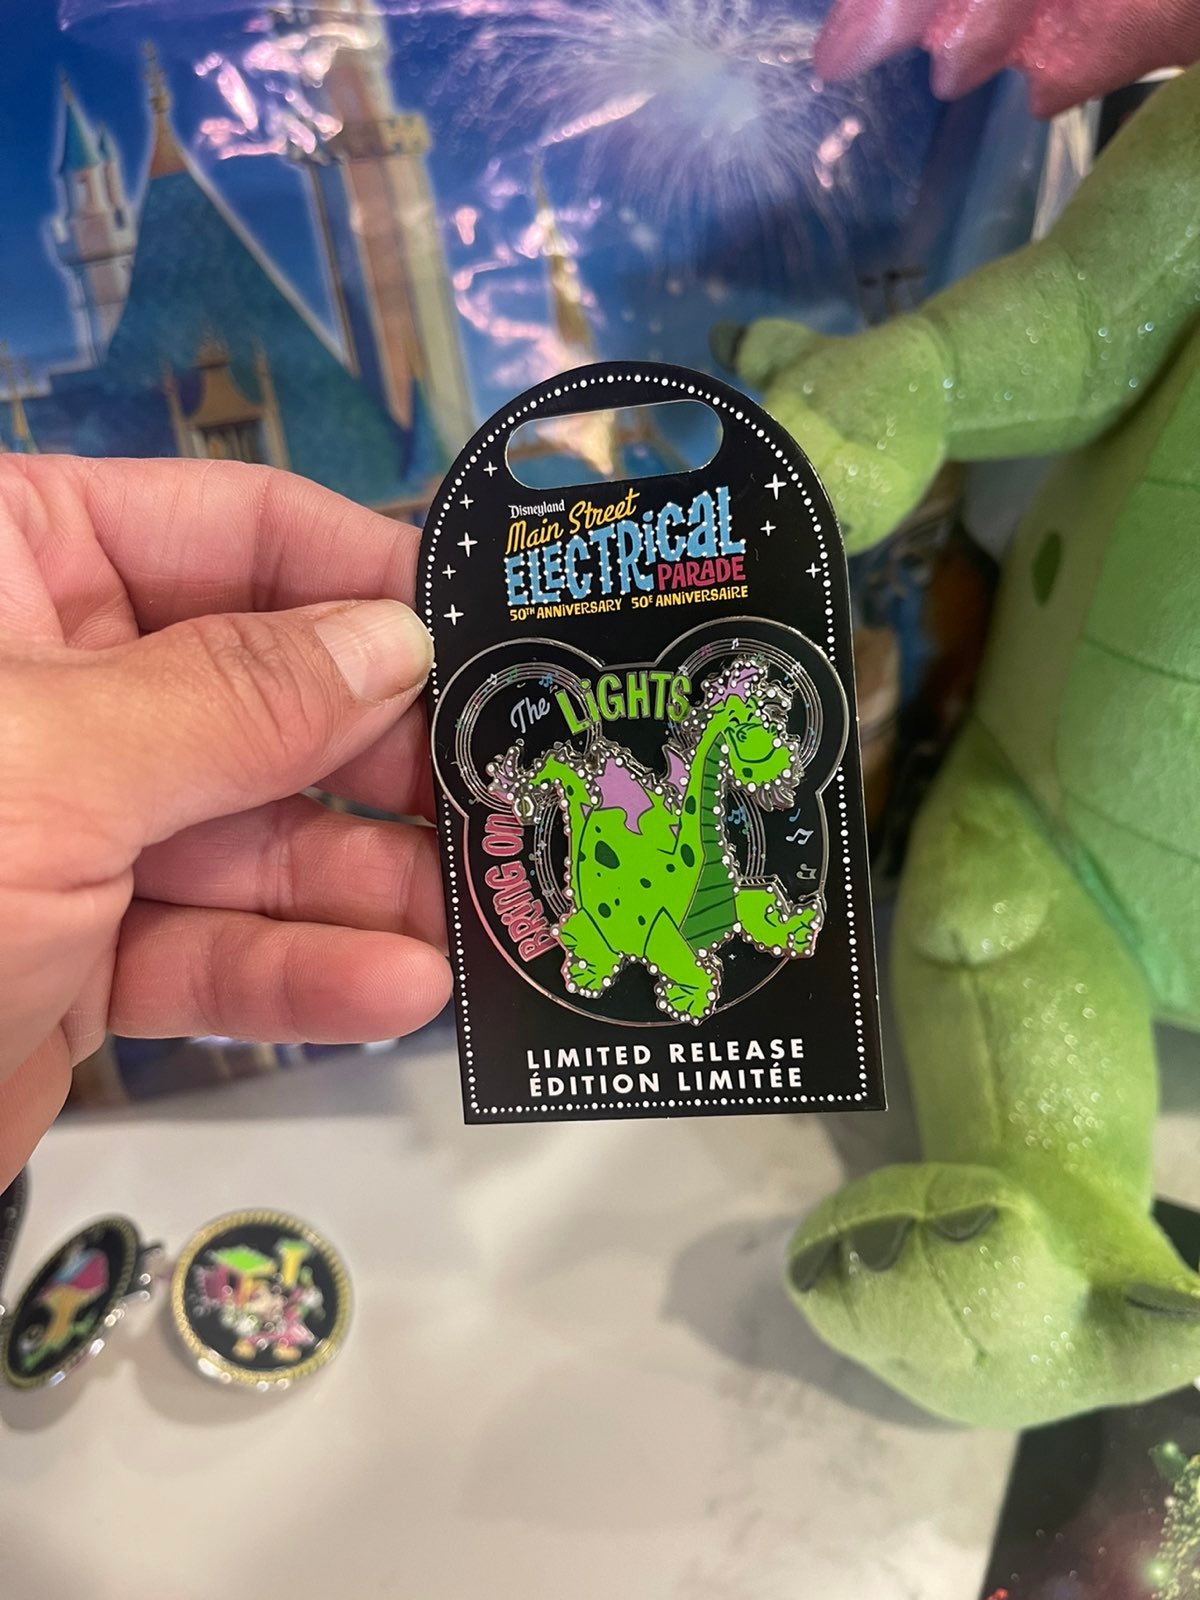 Disneyland
Main Street
ELECTRiCaL
PARADE
50TH ANNiVERSARY 50E ANNiVERSAiRE
The LiGHTS
BRiNG ON
LIMITED RELEASE
ÉDITION LIMITÉE